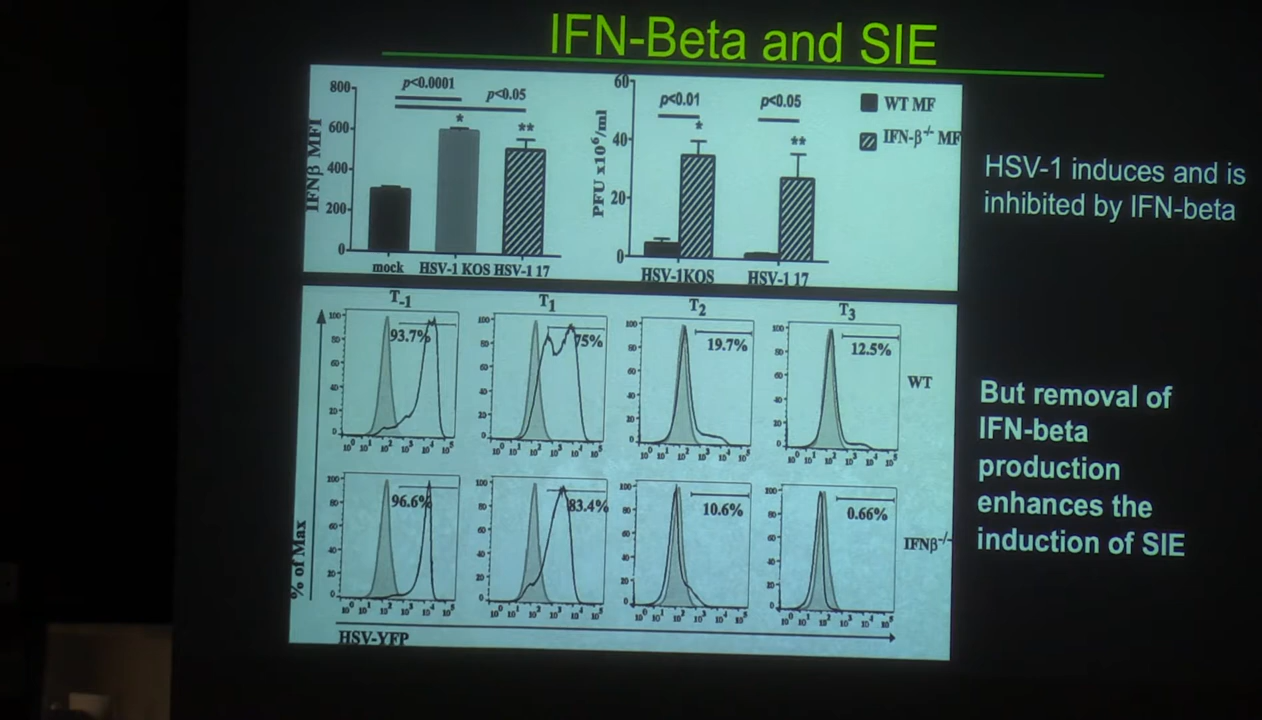 IFN-Beta and SIE
IFNβ MFI
800
600
400
200
0
p<0.0001
p<0.05
*
**
mock
HSV-1 KOS
HSV-1 17
PFU x10⁶/ml
60
40
20
0
p<0.01
p<0.05
*
**
HSV-1KOS
HSV-1 17
WT MF
IFN-β⁻/⁻ MF
HSV-1 induces and is
inhibited by IFN-beta
T-1
T1
T2
T3
93.7%
75%
19.7%
12.5%
WT
96.6%
83.4%
10.6%
0.66%
IFNβ⁻/⁻
% of Max
HSV-YFP
But removal of
IFN-beta
production
enhances the
induction of SIE